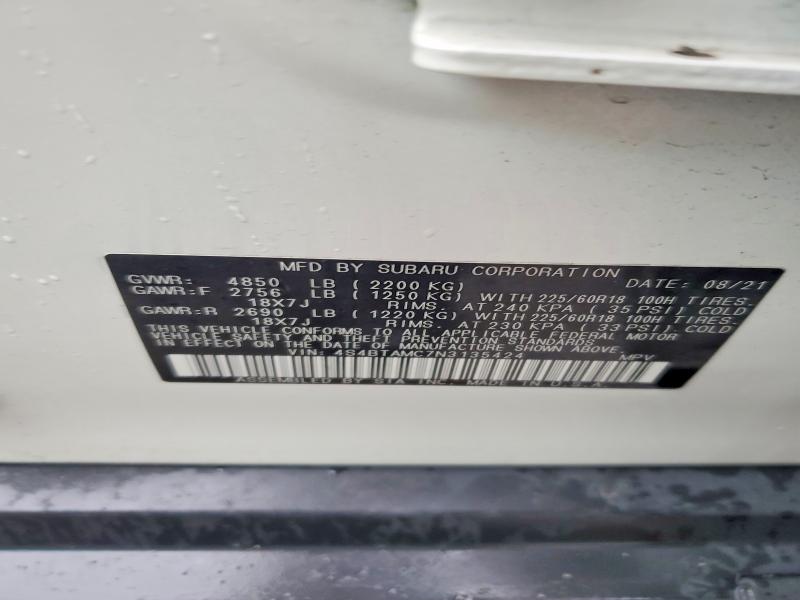 MFD BY SUBARU CORPORATION DATE: 08/21
GVWR: 4850 LB ( 2200 KG)
GAWR:F 2756 LB ( 1250 KG) WITH 225/60R18 100H TIRES.
18X7J RIMS. AT 240 KPA ( 35 PSI) COLD
GAWR:R 2690 LB ( 1220 KG) WITH 225/60R18 100H TIRES.
18X7J RIMS. AT 230 KPA ( 33 PSI) COLD
THIS VEHICLE CONFORMS TO ALL APPLICABLE FEDERAL MOTOR
VEHICLE SAFETY AND THEFT PREVENTION STANDARDS
IN EFFECT ON THE DATE OF MANUFACTURE SHOWN ABOVE.
VIN: 4S4BTAMC7N3135424 MPV
ASSEMBLED BY SIA INC. MADE IN U.S.A.